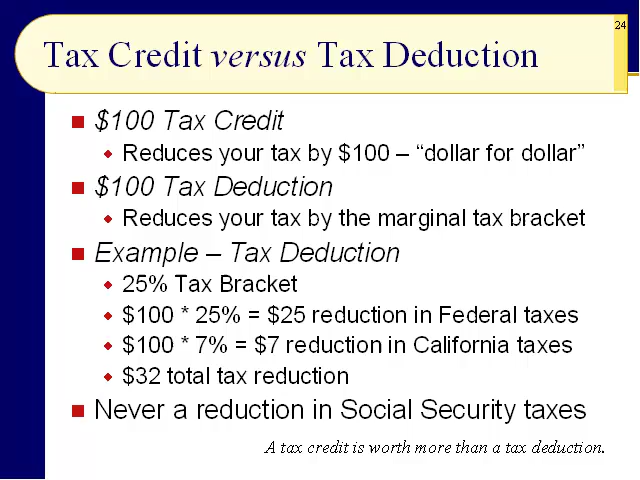 24
Tax Credit versus Tax Deduction
$100 Tax Credit
Reduces your tax by $100 – “dollar for dollar”
$100 Tax Deduction
Reduces your tax by the marginal tax bracket
Example – Tax Deduction
25% Tax Bracket
$100 * 25% = $25 reduction in Federal taxes
$100 * 7% = $7 reduction in California taxes
$32 total tax reduction
Never a reduction in Social Security taxes
A tax credit is worth more than a tax deduction.